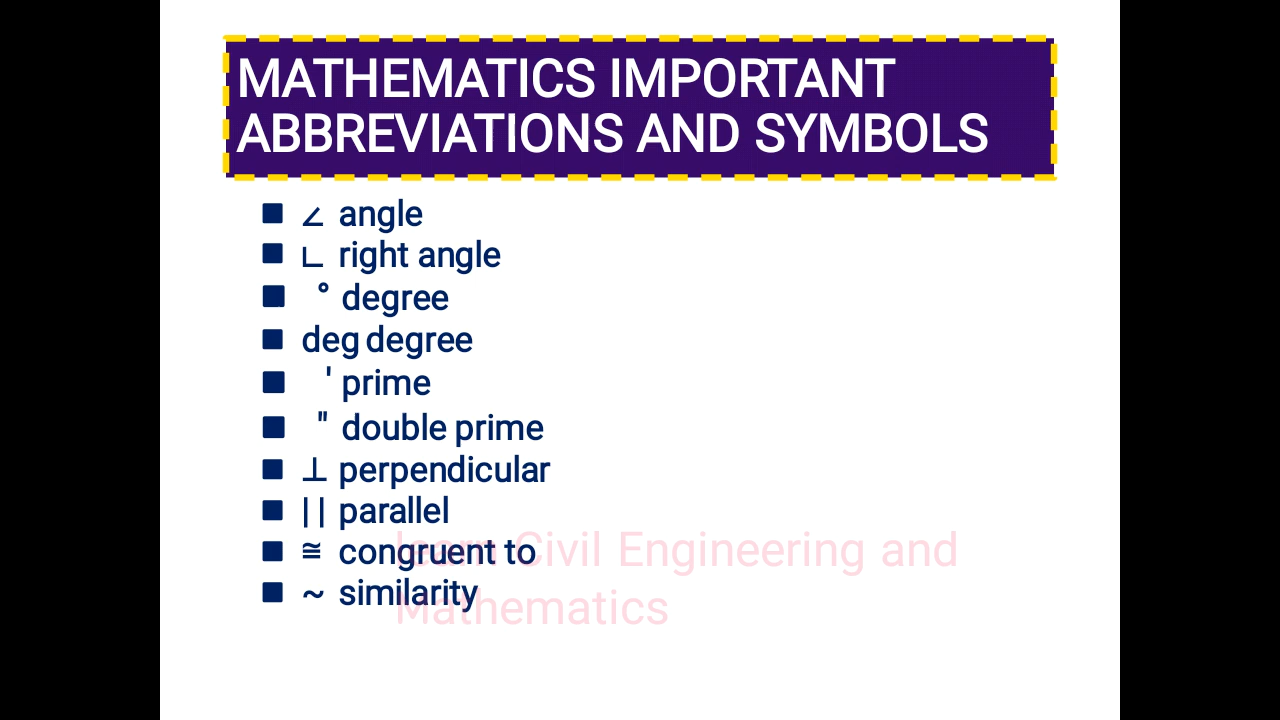 MATHEMATICS IMPORTANT
ABBREVIATIONS AND SYMBOLS
∠ angle
∟ right angle
° degree
deg degree
' prime
" double prime
⊥ perpendicular
|| parallel
≅ congruent to
~ similarity
learn Civil Engineering and
Mathematics